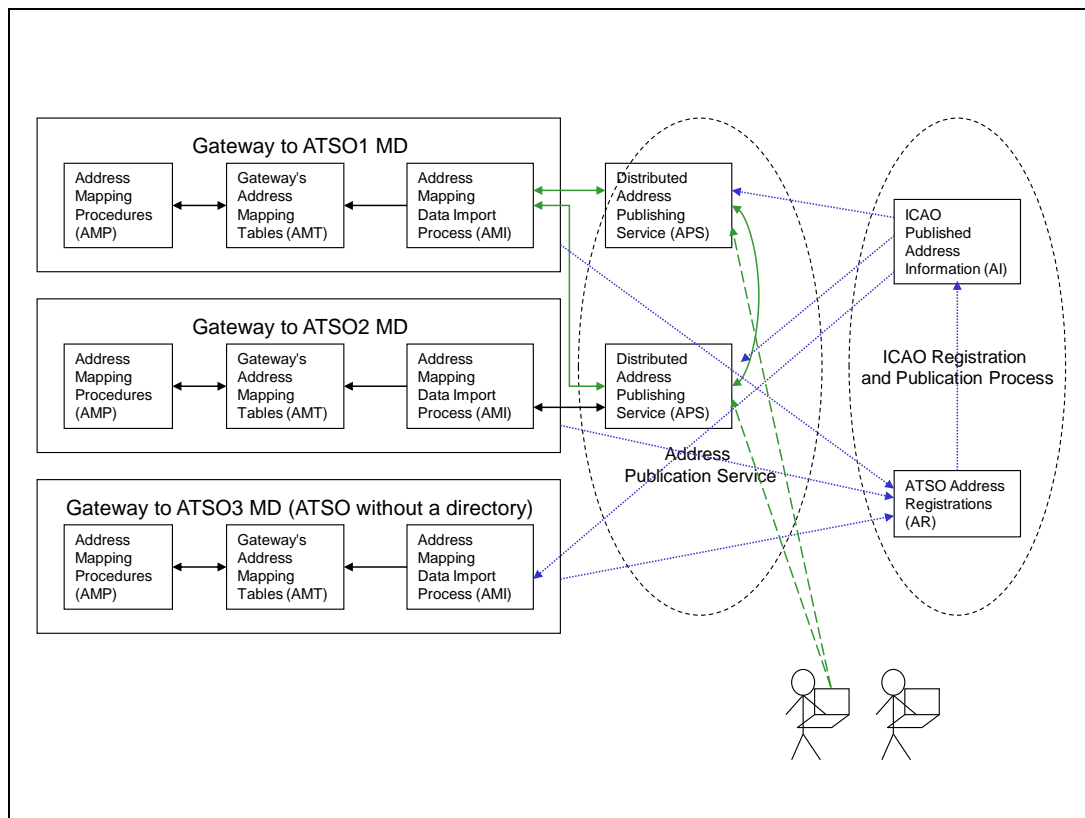 Gateway to ATSO1 MD
Address
Mapping
Procedures (AMP)
Gateway's
Address
Mapping
Tables (AMT)
Address
Mapping
Data Import
Process (AMI)
Distributed
Address
Publishing
Service (APS)
ICAO
Published
Address
Information (AI)
Gateway to ATSO2 MD
Address
Mapping
Procedures (AMP)
Gateway's
Address
Mapping
Tables (AMT)
Address
Mapping
Data Import
Process (AMI)
Distributed
Address
Publishing
Service (APS)
ICAO Registration
and Publication Process
Address
Publication Service
Gateway to ATSO3 MD (ATSO without a directory)
Address
Mapping
Procedures (AMP)
Gateway's
Address
Mapping
Tables (AMT)
Address
Mapping
Data Import
Process (AMI)
ATSO Address
Registrations
(AR)